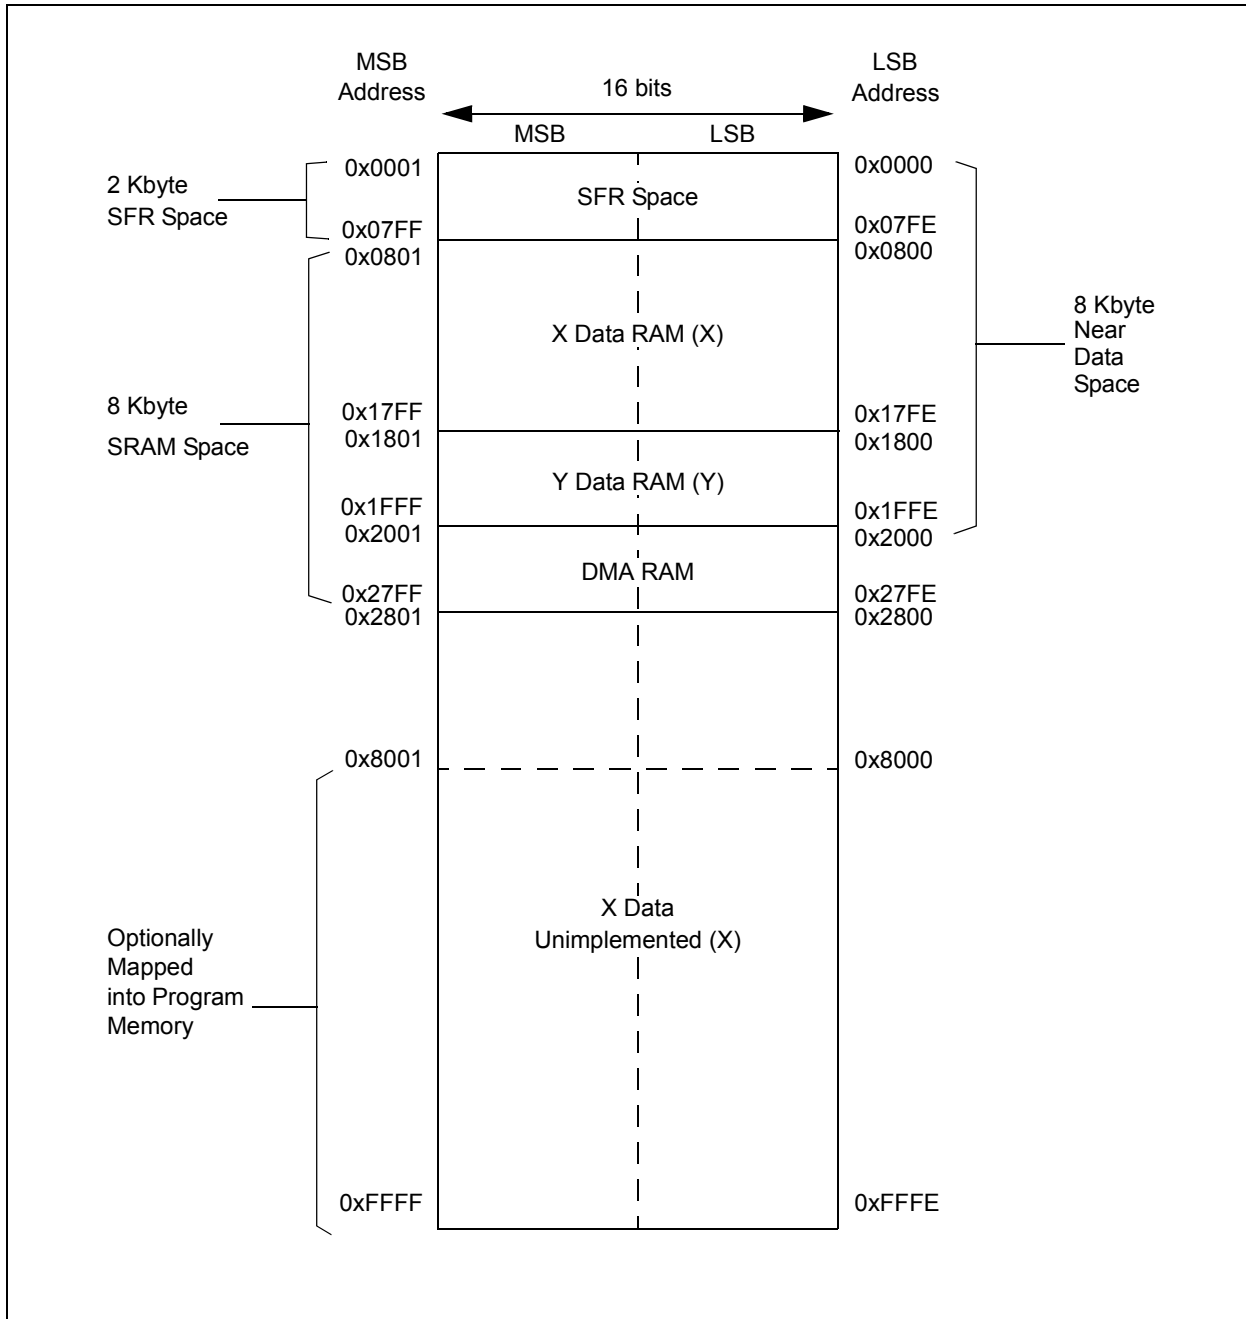 MSB
Address
LSB
Address
16 bits
MSB
LSB
0x0001
0x0000
2 Kbyte
SFR Space
SFR Space
0x07FF
0x07FE
0x0801
0x0800
X Data RAM (X)
8 Kbyte
Near
Data
Space
8 Kbyte
SRAM Space
0x17FF
0x17FE
0x1801
0x1800
Y Data RAM (Y)
0x1FFF
0x1FFE
0x2001
0x2000
DMA RAM
0x27FF
0x27FE
0x2801
0x2800
0x8001
0x8000
X Data
Unimplemented (X)
Optionally
Mapped
into Program
Memory
0xFFFF
0xFFFE